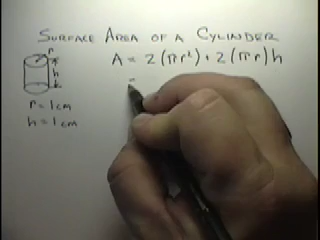 SURFACE AREA OF A CYLINDER
r
h
A = 2(πr²) + 2(πr)h
=
r = 1cm
h = 1cm